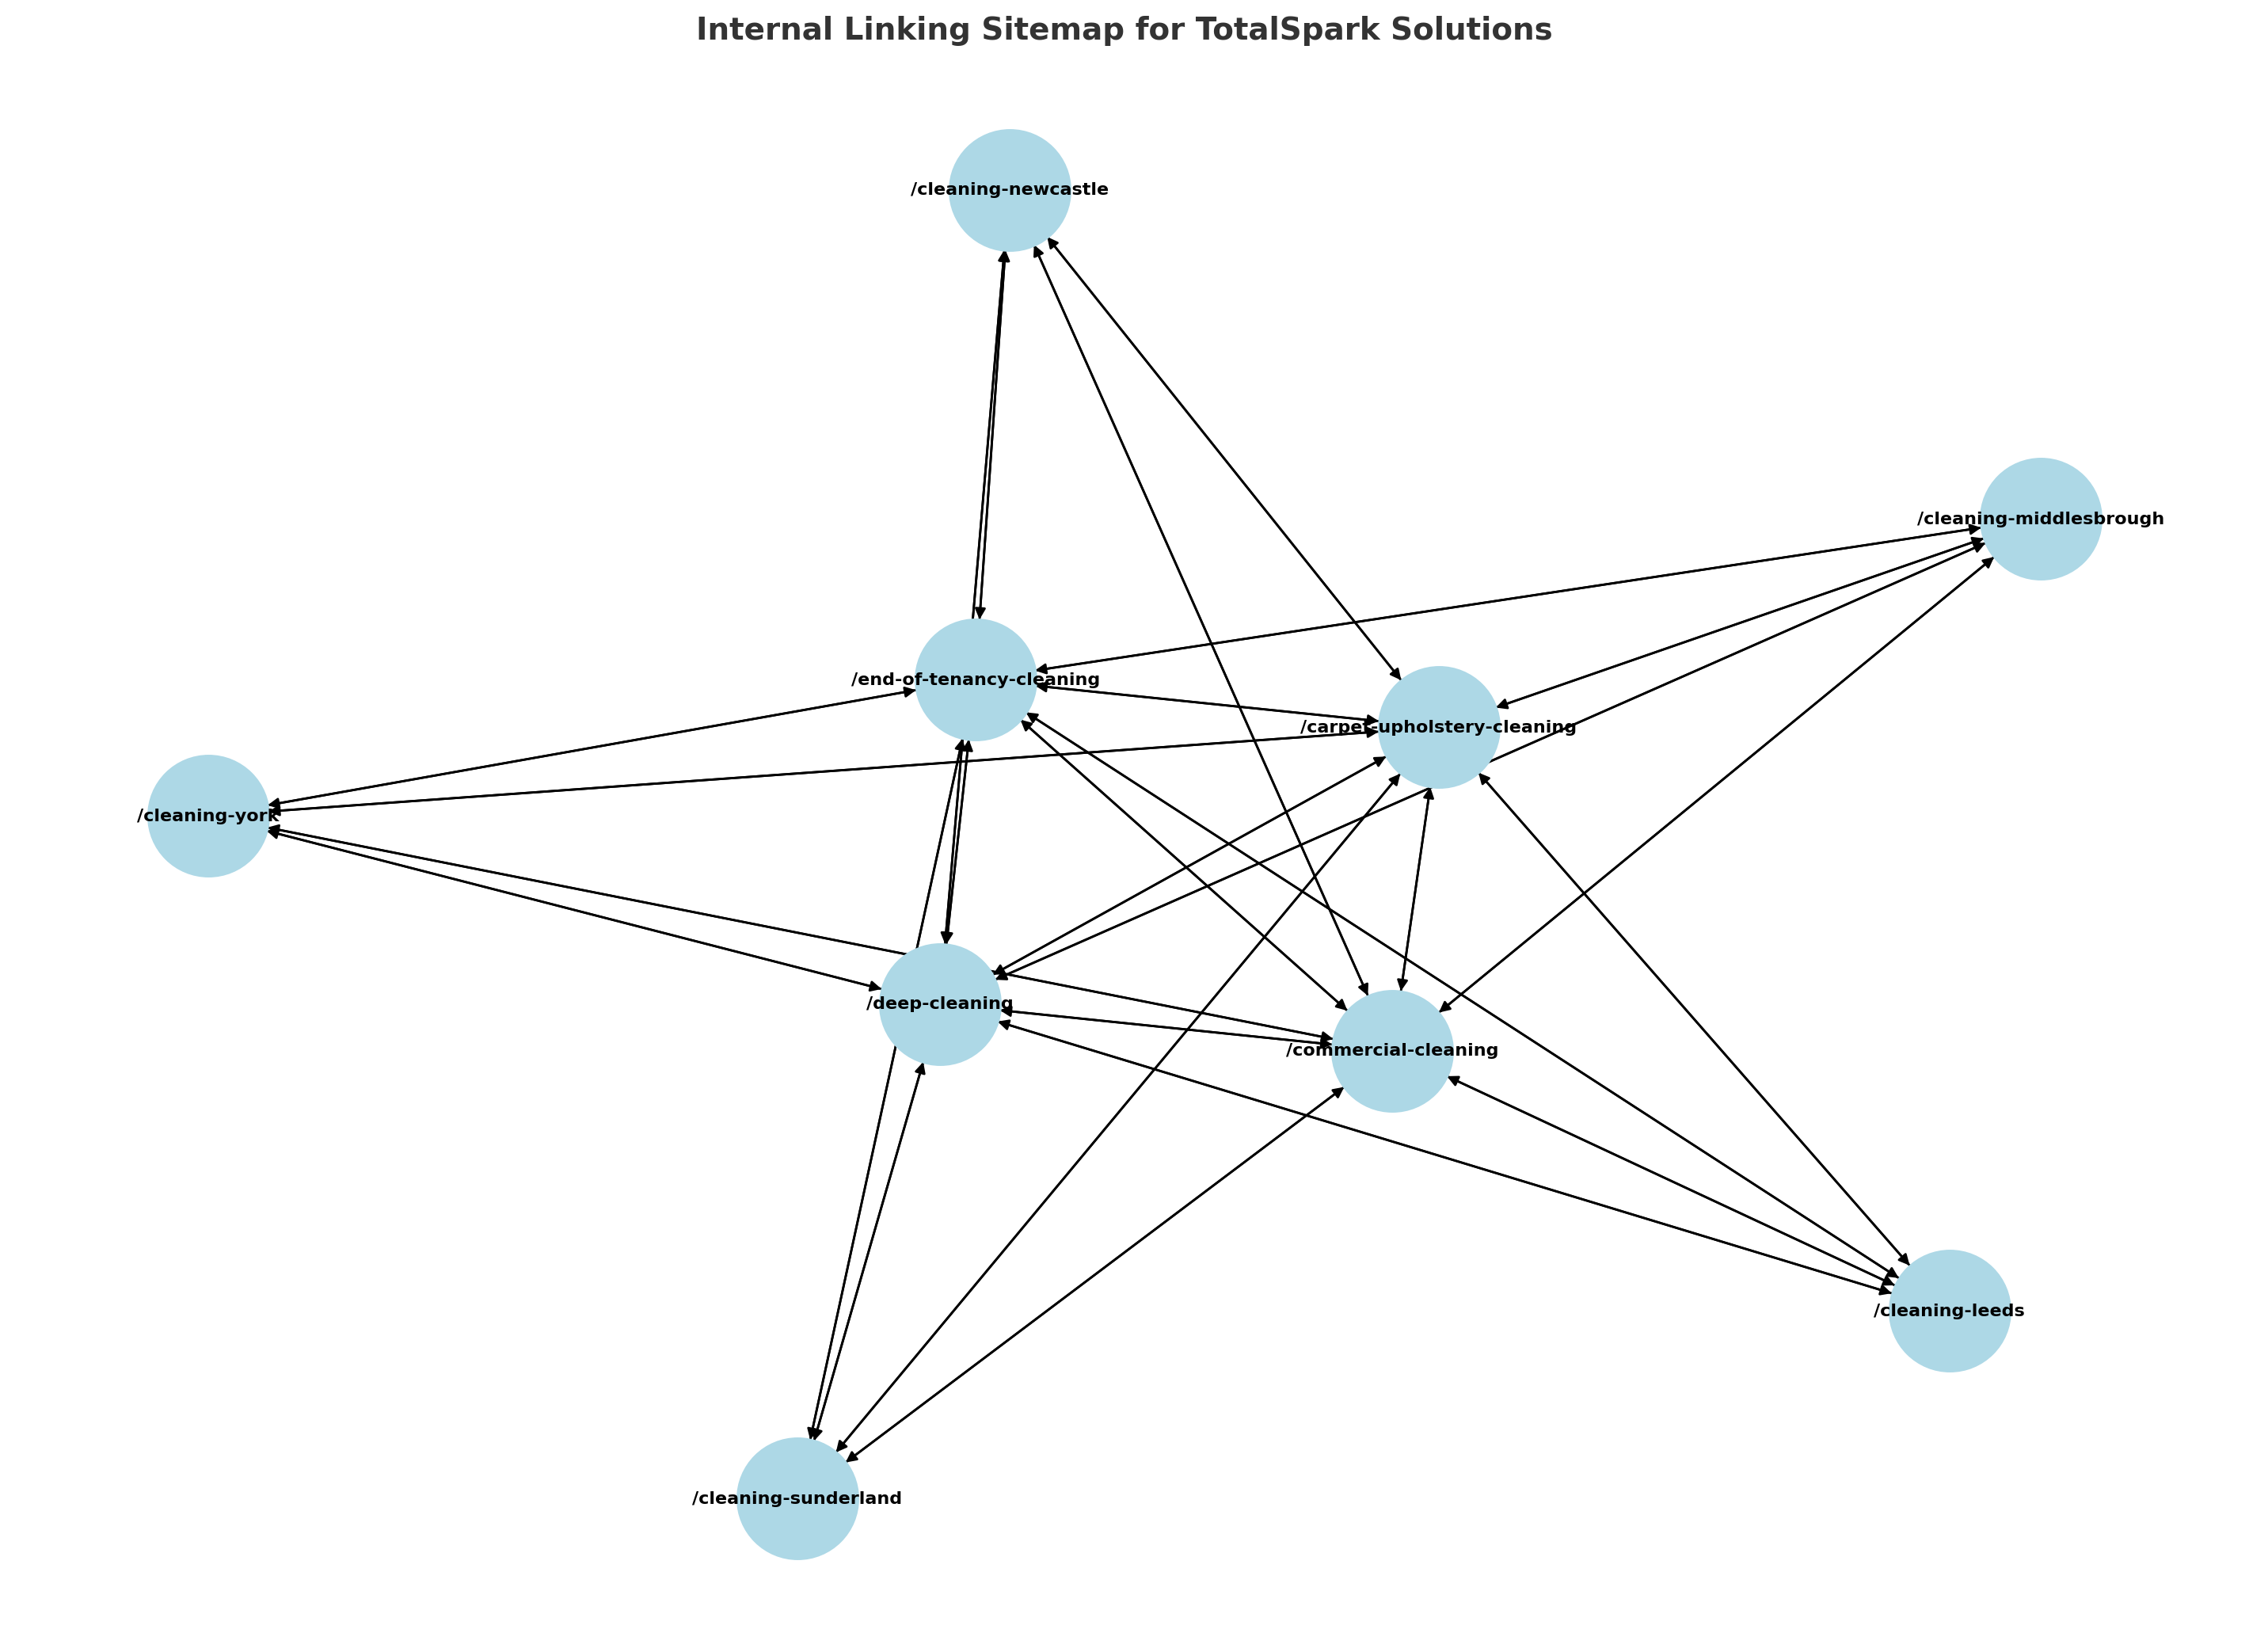 Internal Linking Sitemap for TotalSpark Solutions
/cleaning-newcastle
/cleaning-middlesbrough
/end-of-tenancy-cleaning
/carpet-upholstery-cleaning
/cleaning-york
/deep-cleaning
/commercial-cleaning
/cleaning-leeds
/cleaning-sunderland